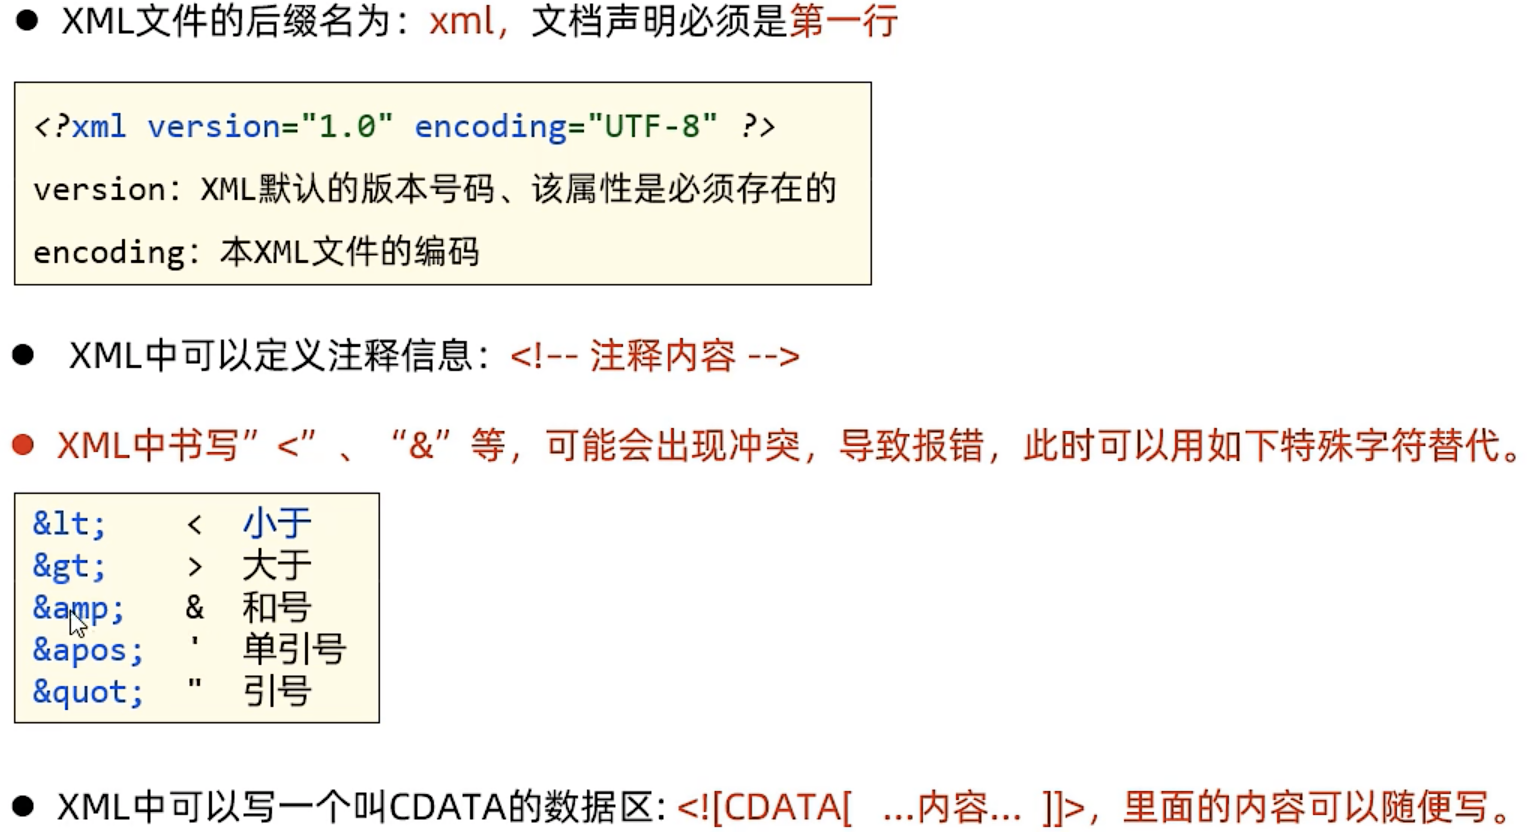 ● XML文件的后缀名为：xml，文档声明必须是第一行
<?xml version="1.0" encoding="UTF-8" ?>
version：XML默认的版本号码、该属性是必须存在的
encoding：本XML文件的编码
● XML中可以定义注释信息：<!-- 注释内容 -->
● XML中书写”<”、“&”等，可能会出现冲突，导致报错，此时可以用如下特殊字符替代。
&lt; < 小于
&gt; > 大于
&amp; & 和号
&apos; ' 单引号
&quot; " 引号
● XML中可以写一个叫CDATA的数据区: <![CDATA[ ...内容... ]]>，里面的内容可以随便写。